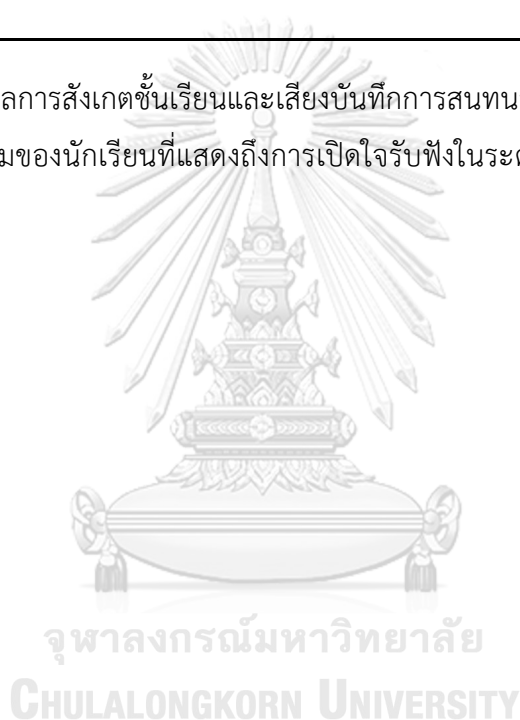 ลการสังเกตชั้นเรียนและเสียงบันทึกการสนทน
มของนักเรียนที่แสดงถึงการเปิดใจรับฟังในระด
จุฬาลงกรณ์มหาวิทยาลัย
CHULALONGKORN UNIVERSITY